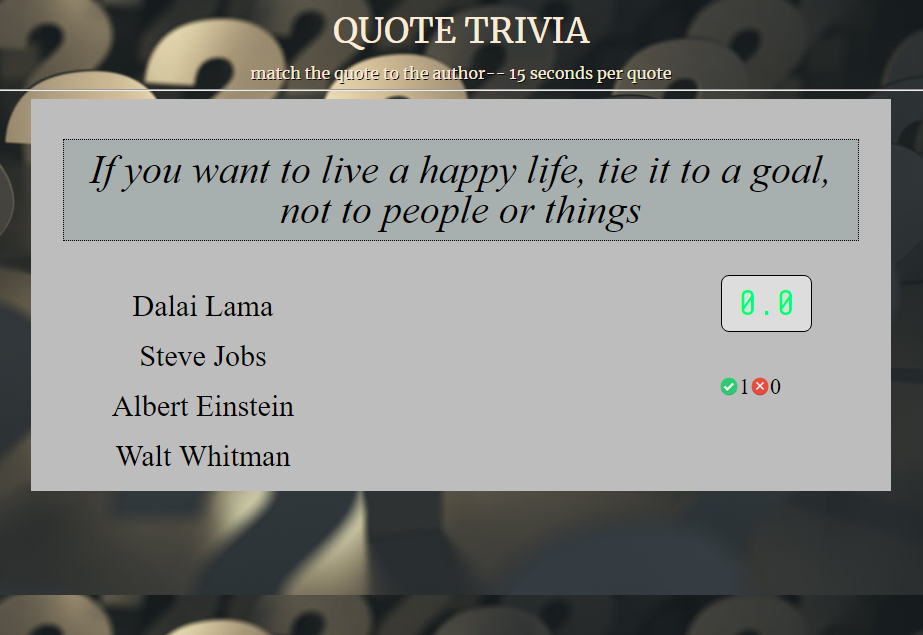 QUOTE TRIVIA
match the quote to the author-- 15 seconds per quote
If you want to live a happy life, tie it to a goal,
not to people or things
Dalai Lama
0.0
Steve Jobs
1 0
Albert Einstein
Walt Whitman